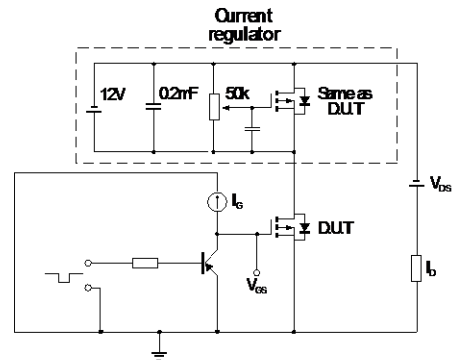 Current
regulator
12V
0.2mF
50k
Same as
D.U.T
V_DS
I_G
D.U.T
V_GS
I_D